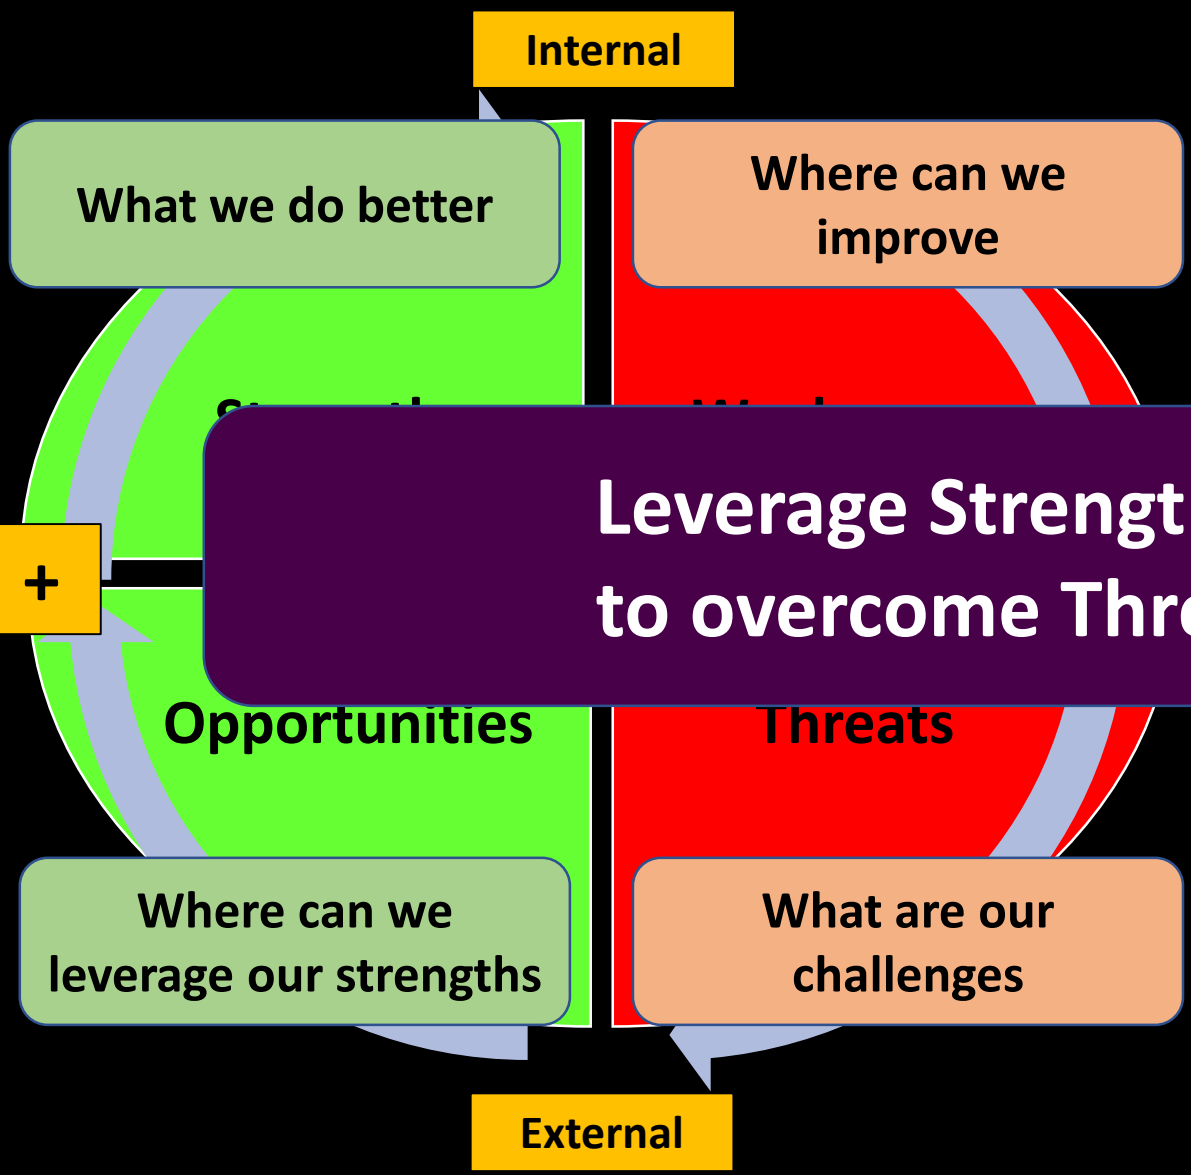 Internal
What we do better
Where can we
improve
Leverage Strengt
to overcome Thre
+
Opportunities
Threats
Where can we
leverage our strengths
What are our
challenges
External